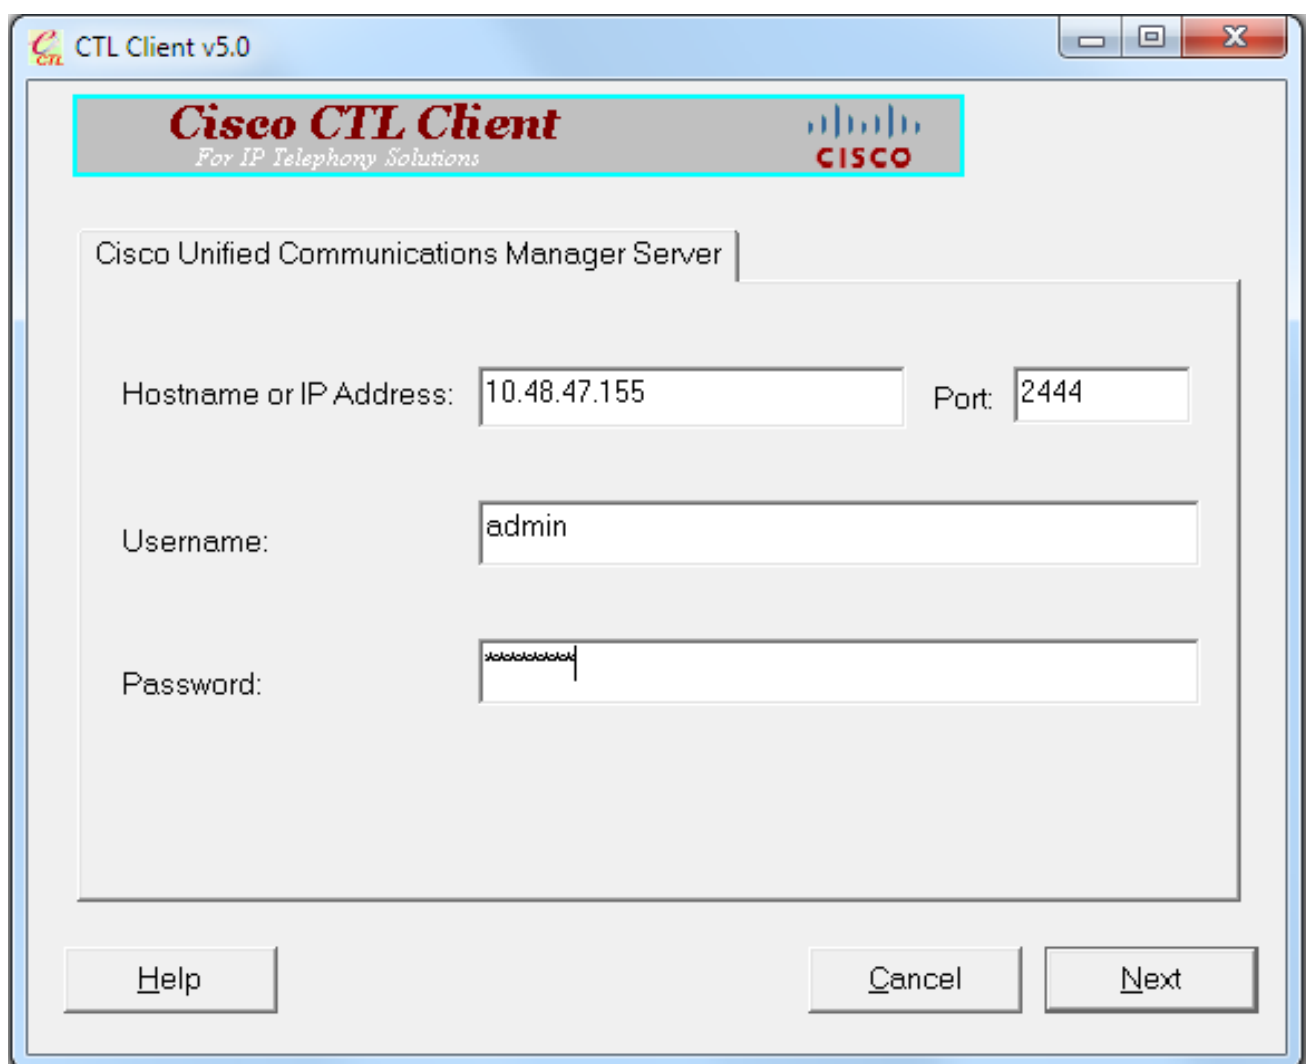 CTL Client v5.0
Cisco CTL Client
For IP Telephony Solutions
CISCO
Cisco Unified Communications Manager Server
Hostname or IP Address: 10.48.47.155 Port: 2444
Username: admin
Password: *********
Help Cancel Next